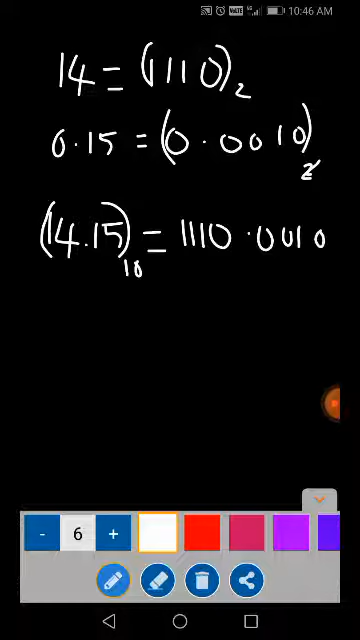 10:46 AM
14 = (1110)₂
0.15 = (0.0010)₂
(14.15)₁₀ = 1110.0010
- 6 +